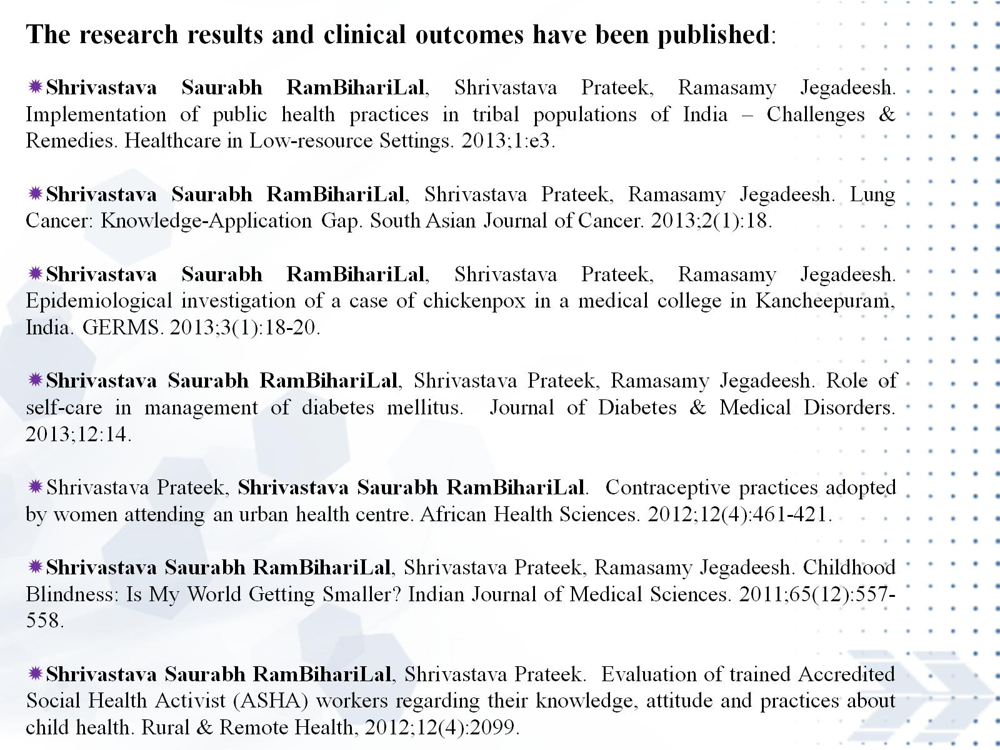 The research results and clinical outcomes have been published:
✹Shrivastava Saurabh RamBihariLal, Shrivastava Prateek, Ramasamy Jegadeesh.
Implementation of public health practices in tribal populations of India – Challenges &
Remedies. Healthcare in Low-resource Settings. 2013;1:e3.
✹Shrivastava Saurabh RamBihariLal, Shrivastava Prateek, Ramasamy Jegadeesh. Lung
Cancer: Knowledge-Application Gap. South Asian Journal of Cancer. 2013;2(1):18.
✹Shrivastava Saurabh RamBihariLal, Shrivastava Prateek, Ramasamy Jegadeesh.
Epidemiological investigation of a case of chickenpox in a medical college in Kancheepuram,
India. GERMS. 2013;3(1):18-20.
✹Shrivastava Saurabh RamBihariLal, Shrivastava Prateek, Ramasamy Jegadeesh. Role of
self-care in management of diabetes mellitus. Journal of Diabetes & Medical Disorders.
2013;12:14.
✹Shrivastava Prateek, Shrivastava Saurabh RamBihariLal. Contraceptive practices adopted
by women attending an urban health centre. African Health Sciences. 2012;12(4):461-421.
✹Shrivastava Saurabh RamBihariLal, Shrivastava Prateek, Ramasamy Jegadeesh. Childhood
Blindness: Is My World Getting Smaller? Indian Journal of Medical Sciences. 2011;65(12):557-
558.
✹Shrivastava Saurabh RamBihariLal, Shrivastava Prateek. Evaluation of trained Accredited
Social Health Activist (ASHA) workers regarding their knowledge, attitude and practices about
child health. Rural & Remote Health, 2012;12(4):2099.